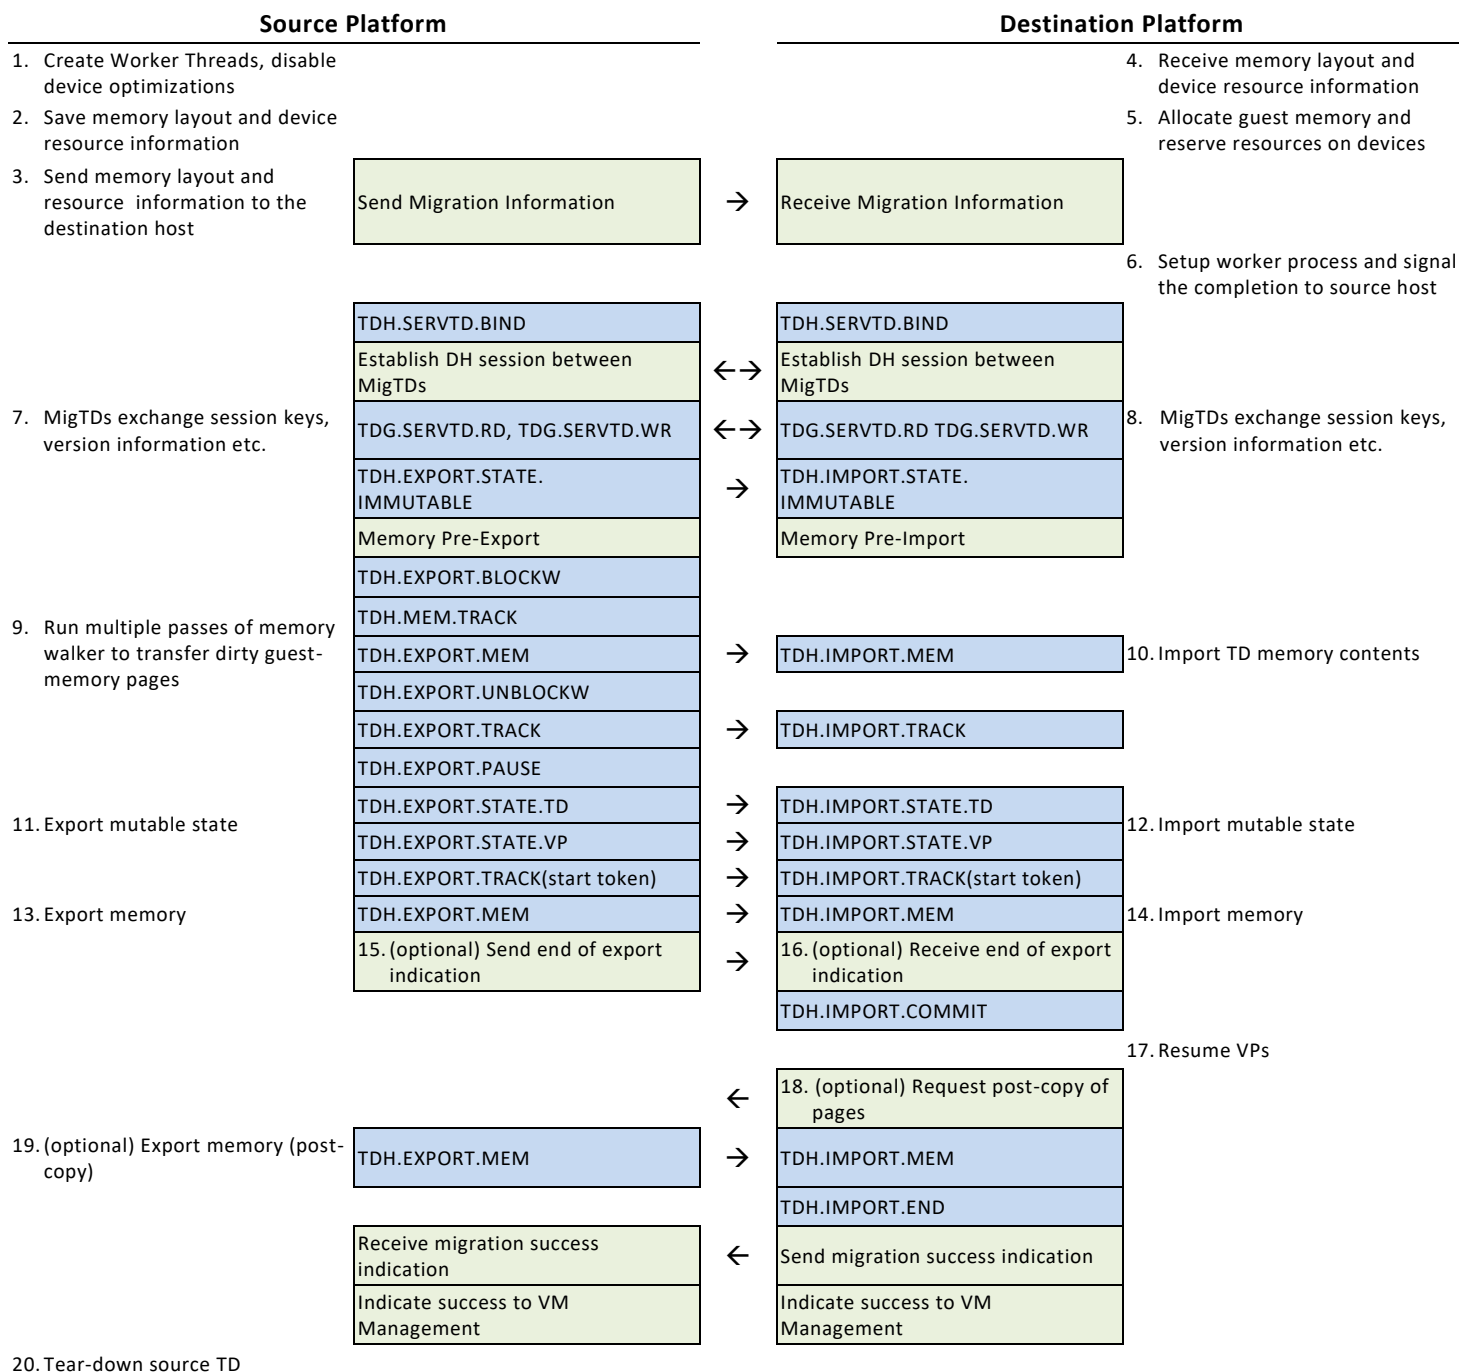 Source Platform
Destination Platform
1. Create Worker Threads, disable
device optimizations
2. Save memory layout and device
resource information
3. Send memory layout and
resource information to the
destination host
Send Migration Information
→
Receive Migration Information
4. Receive memory layout and
device resource information
5. Allocate guest memory and
reserve resources on devices
6. Setup worker process and signal
the completion to source host
TDH.SERVTD.BIND
TDH.SERVTD.BIND
Establish DH session between
MigTDs
←→
Establish DH session between
MigTDs
7. MigTDs exchange session keys,
version information etc.
TDG.SERVTD.RD, TDG.SERVTD.WR
←→
TDG.SERVTD.RD TDG.SERVTD.WR
8. MigTDs exchange session keys,
version information etc.
TDH.EXPORT.STATE.
IMMUTABLE
→
TDH.IMPORT.STATE.
IMMUTABLE
Memory Pre-Export
Memory Pre-Import
TDH.EXPORT.BLOCKW
TDH.MEM.TRACK
9. Run multiple passes of memory
walker to transfer dirty guest-
memory pages
TDH.EXPORT.MEM
→
TDH.IMPORT.MEM
10. Import TD memory contents
TDH.EXPORT.UNBLOCKW
TDH.EXPORT.TRACK
→
TDH.IMPORT.TRACK
TDH.EXPORT.PAUSE
11. Export mutable state
TDH.EXPORT.STATE.TD
→
TDH.IMPORT.STATE.TD
12. Import mutable state
TDH.EXPORT.STATE.VP
→
TDH.IMPORT.STATE.VP
TDH.EXPORT.TRACK(start token)
→
TDH.IMPORT.TRACK(start token)
13. Export memory
TDH.EXPORT.MEM
→
TDH.IMPORT.MEM
14. Import memory
15. (optional) Send end of export
indication
→
16. (optional) Receive end of export
indication
TDH.IMPORT.COMMIT
17. Resume VPs
←
18. (optional) Request post-copy of
pages
19. (optional) Export memory (post-
copy)
TDH.EXPORT.MEM
→
TDH.IMPORT.MEM
TDH.IMPORT.END
Receive migration success
indication
←
Send migration success indication
Indicate success to VM
Management
Indicate success to VM
Management
20. Tear-down source TD